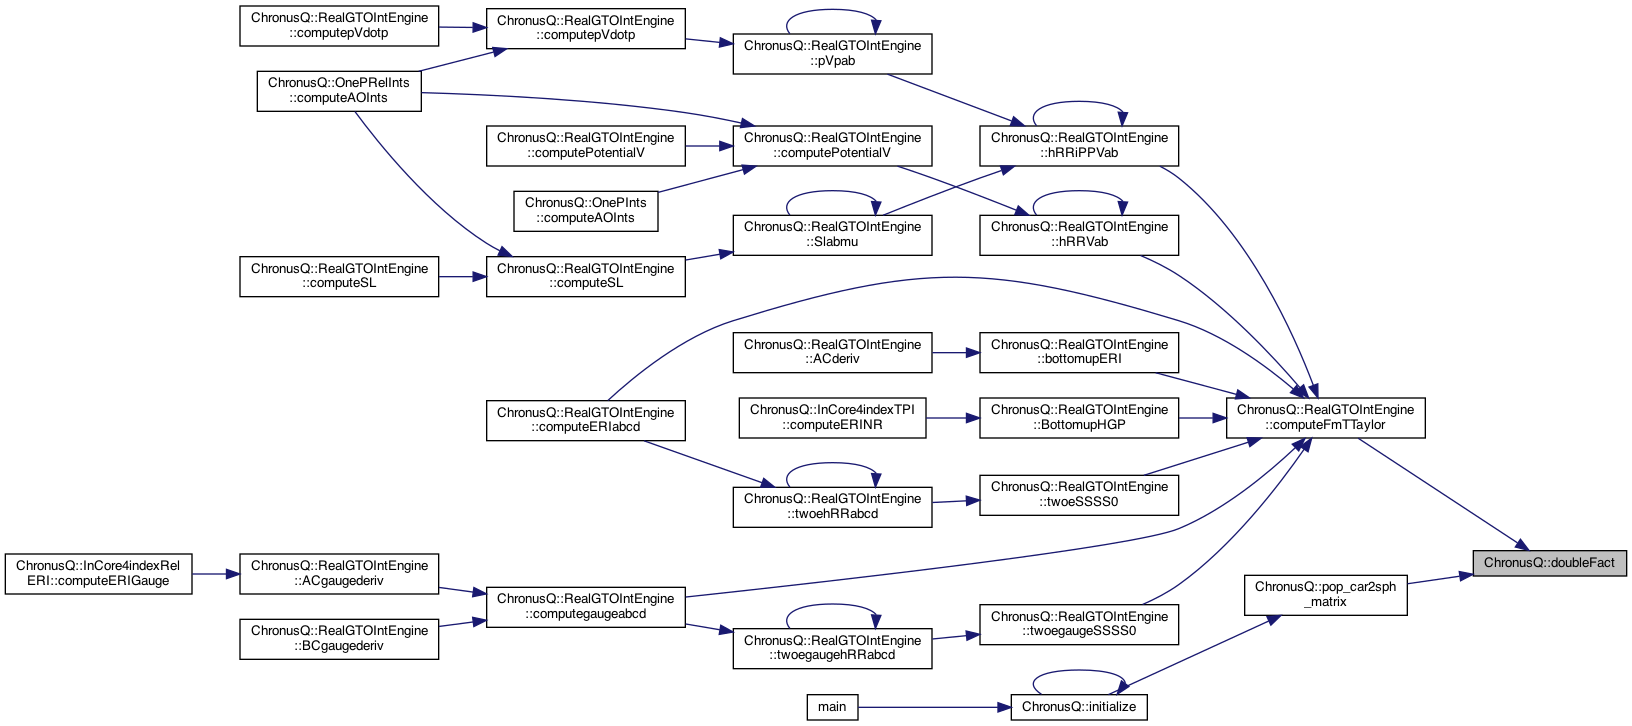 ChronusQ::RealGTOIntEngine
::computepVdotp
ChronusQ::RealGTOIntEngine
::computepVdotp
ChronusQ::RealGTOIntEngine
::pVpab
ChronusQ::OnePRelInts
::computeAOInts
ChronusQ::RealGTOIntEngine
::computePotentialV
ChronusQ::RealGTOIntEngine
::computePotentialV
ChronusQ::RealGTOIntEngine
::hRRiPPVab
ChronusQ::OnePInts
::computeAOInts
ChronusQ::RealGTOIntEngine
::Slabmu
ChronusQ::RealGTOIntEngine
::hRRVab
ChronusQ::RealGTOIntEngine
::computeSL
ChronusQ::RealGTOIntEngine
::computeSL
ChronusQ::RealGTOIntEngine
::ACderiv
ChronusQ::RealGTOIntEngine
::bottomupERI
ChronusQ::RealGTOIntEngine
::computeERIabcd
ChronusQ::InCore4indexTPI
::computeERINR
ChronusQ::RealGTOIntEngine
::BottomupHGP
ChronusQ::RealGTOIntEngine
::computeFmTTaylor
ChronusQ::RealGTOIntEngine
::twoehRRabcd
ChronusQ::RealGTOIntEngine
::twoeSSSS0
ChronusQ::InCore4indexRel
ERI::computeERIGauge
ChronusQ::RealGTOIntEngine
::ACgaugederiv
ChronusQ::doubleFact
ChronusQ::RealGTOIntEngine
::computegaugeabcd
ChronusQ::pop_car2sph
_matrix
ChronusQ::RealGTOIntEngine
::BCgaugederiv
ChronusQ::RealGTOIntEngine
::twoegaugehRRabcd
ChronusQ::RealGTOIntEngine
::twoegaugeSSSS0
main
ChronusQ::initialize